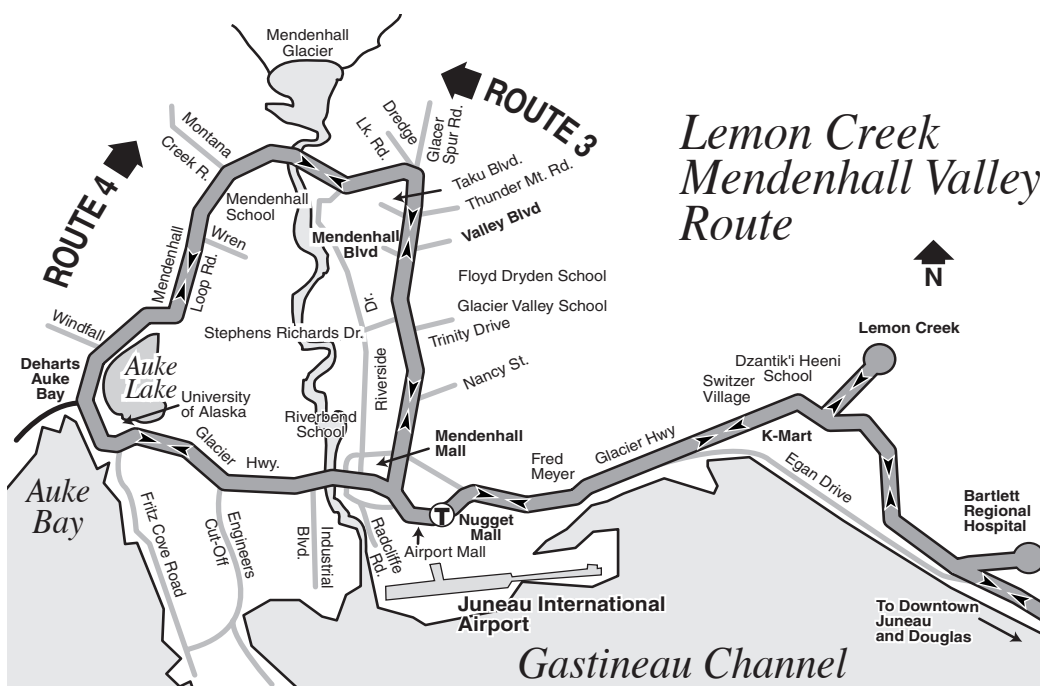 Mendenhall
Glacier
ROUTE 3
ROUTE 4
Lemon Creek
Mendenhall Valley
Route
N
Montana
Creek R.
Dredge
Lk. Rd.
Glacier
Spur Rd.
Taku Blvd.
Thunder Mt. Rd.
Valley Blvd
Mendenhall
School
Mendenhall
Blvd
Wren
Mendenhall
Loop Rd.
Floyd Dryden School
Glacier Valley School
Dr.
Riverside
Stephens Richards Dr.
Trinity Drive
Windfall
Nancy St.
Deharts
Auke
Bay
Auke
Lake
University
of Alaska
Riverbend
School
Glacier
Hwy.
Mendenhall
Mall
Lemon Creek
Dzantik'i Heeni
School
Switzer
Village
K-Mart
Glacier Hwy
Fred
Meyer
Egan Drive
Bartlett
Regional
Hospital
T
Nugget
Mall
Airport Mall
Auke
Bay
Fritz Cove Road
Engineers
Cut-Off
Industrial
Blvd.
Radcliffe
Rd.
Juneau International
Airport
To Downtown
Juneau
and Douglas
Gastineau Channel